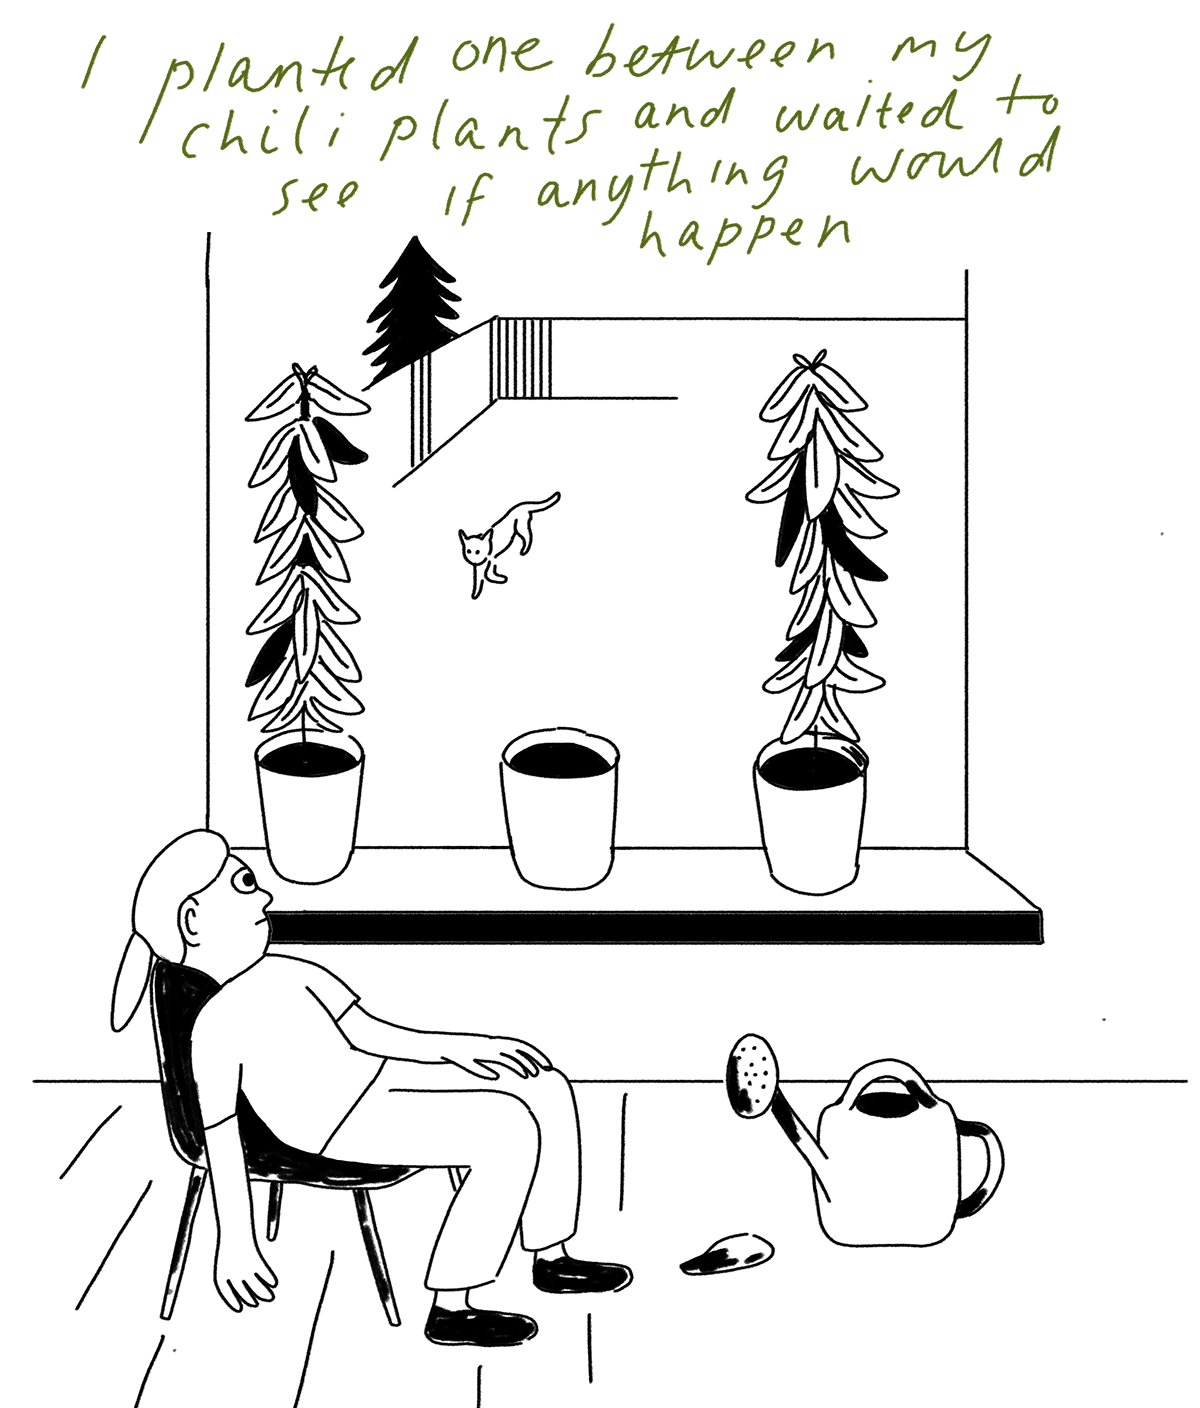 I planted one between my
chili plants and waited to
see if anything would
happen